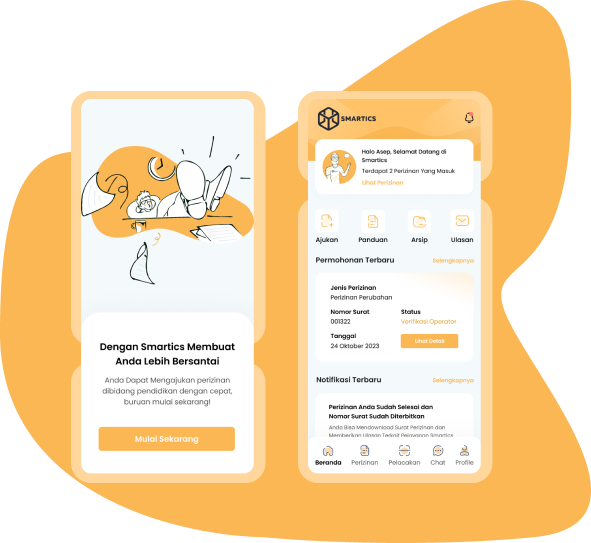 Dengan Smartics Membuat
Anda Lebih Bersantai
Anda Dapat Mengajukan perizinan
dibidang pendidikan dengan cepat,
buruan mulai sekarang!
Mulai Sekarang
SMARTICS
Halo Asep, Selamat Datang di
Smartics
Terdapat 2 Perizinan Yang Masuk
Lihat Perizinan
Ajukan Panduan Arsip Ulasan
Permohonan Terbaru Selengkapnya
Jenis Perizinan
Perizinan Perubahan
Nomor Surat Status
001322 Verifikasi Operator
Tanggal
24 Oktober 2023 Lihat Detail
Notifikasi Terbaru Selengkapnya
Perizinan Anda Sudah Selesai dan
Nomor Surat Sudah Diterbitkan
Anda Bisa Mendownload Surat Perizinan dan
Memberikan Ulasan Terkait Pelayanan Smartics
Beranda Perizinan Pelacakan Chat Profile